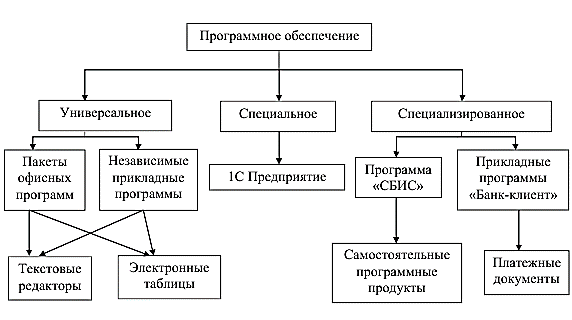 Программное обеспечение
Универсальное
Специальное
Специализированное
Пакеты
офисных
программ
Независимые
прикладные
программы
1С Предприятие
Программа
«СБИС»
Прикладные
программы
«Банк-клиент»
Текстовые
редакторы
Электронные
таблицы
Самостоятельные
программные
продукты
Платежные
документы